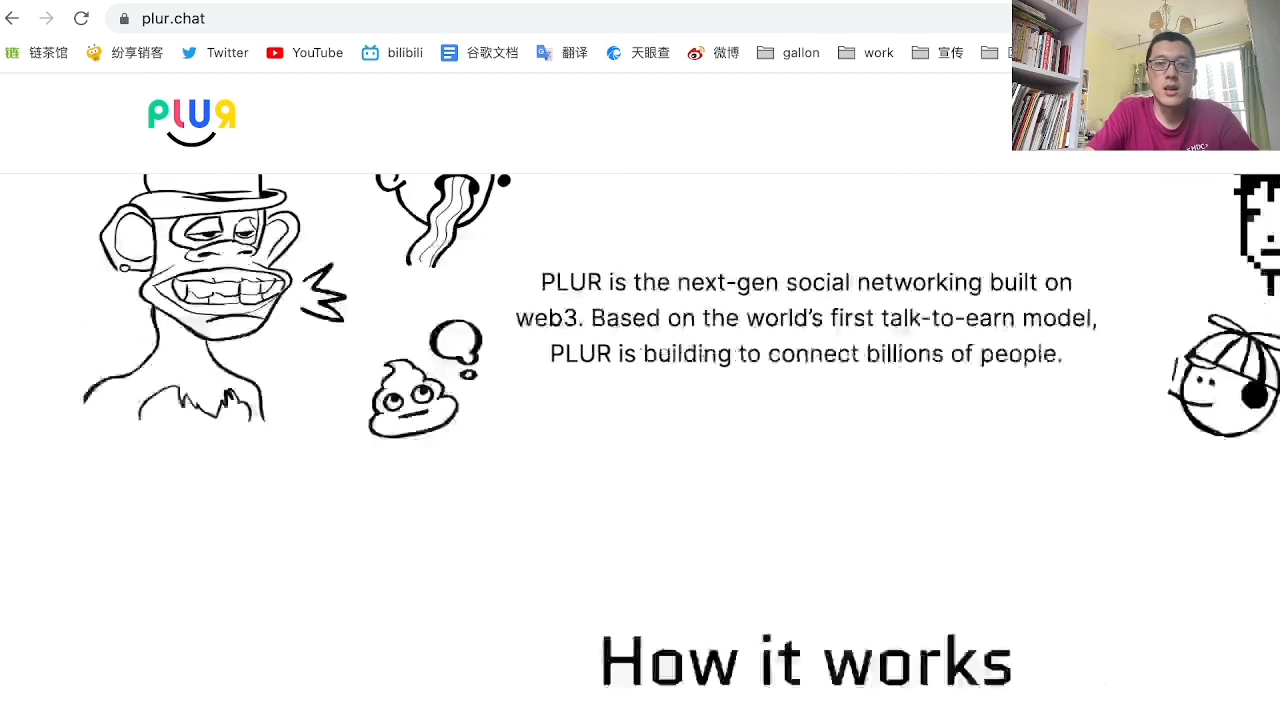 plur.chat
链 链茶馆 纷享销客 Twitter YouTube bilibili 谷歌文档 翻译 天眼查 微博 gallon work 宣传
PLUR
PLUR is the next-gen social networking built on
web3. Based on the world's first talk-to-earn model,
PLUR is building to connect billions of people.
How it works